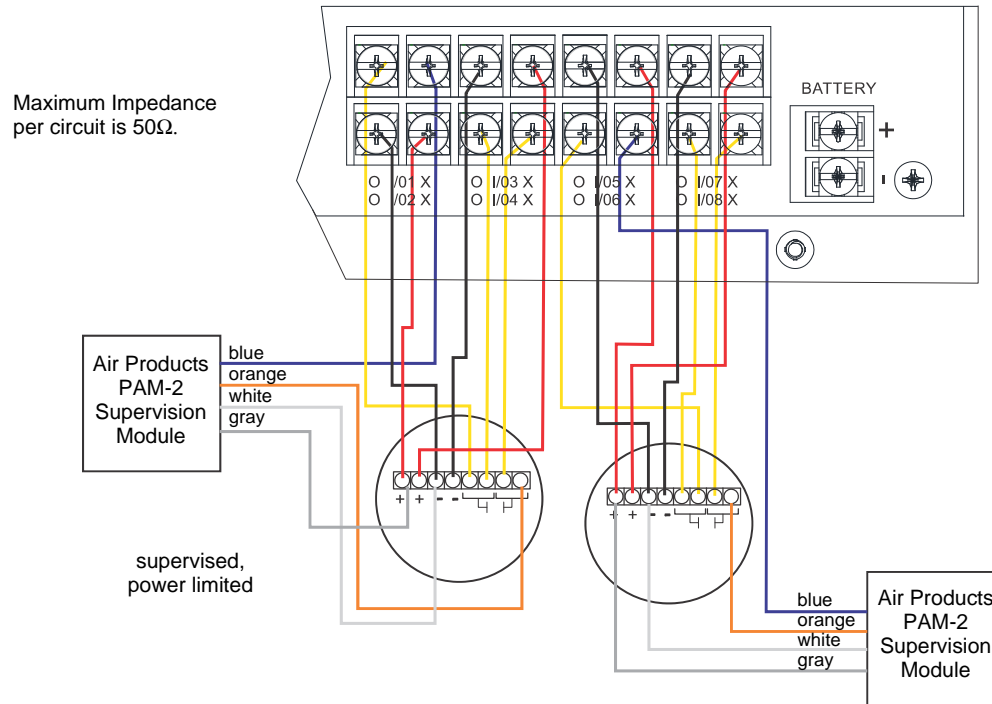 Maximum Impedance
per circuit is 50Ω.
BATTERY
+
-
O I/01 X O I/03 X O I/05 X O I/07 X
O I/02 X O I/04 X O I/06 X O I/08 X
Air Products
PAM-2
Supervision
Module
blue
orange
white
gray
+ + - -
+ + - -
supervised,
power limited
blue
orange
white
gray
Air Products
PAM-2
Supervision
Module